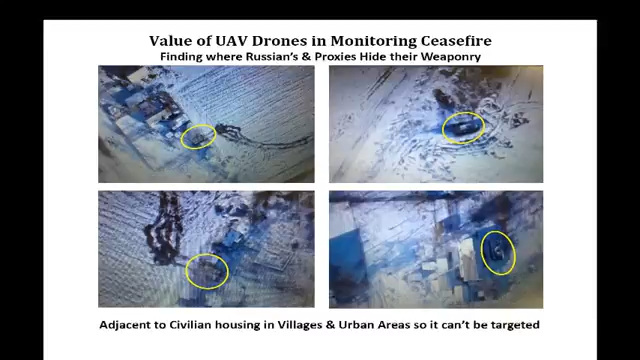 Value of UAV Drones in Monitoring Ceasefire
Finding where Russian's & Proxies Hide their Weaponry
Adjacent to Civilian housing in Villages & Urban Areas so it can't be targeted